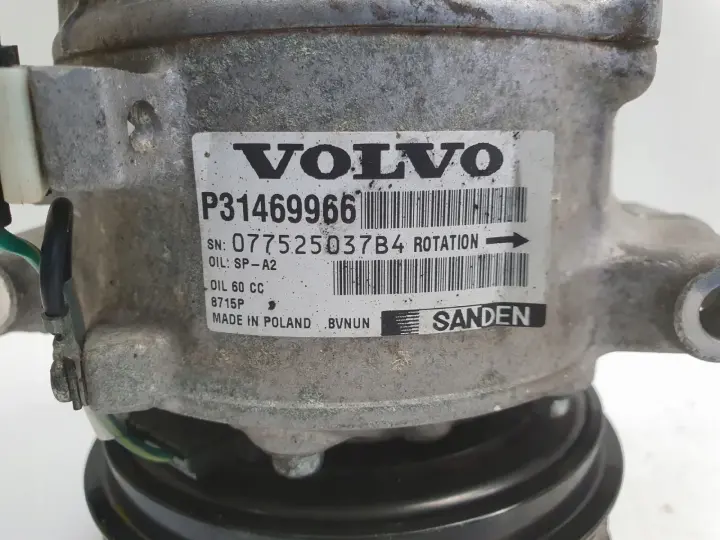 VOLVO
P31469966
SN: 077525037B4 ROTATION →
OIL: SP-A2
OIL 60 CC
8715P
MADE IN POLAND .BVNUN SANDEN